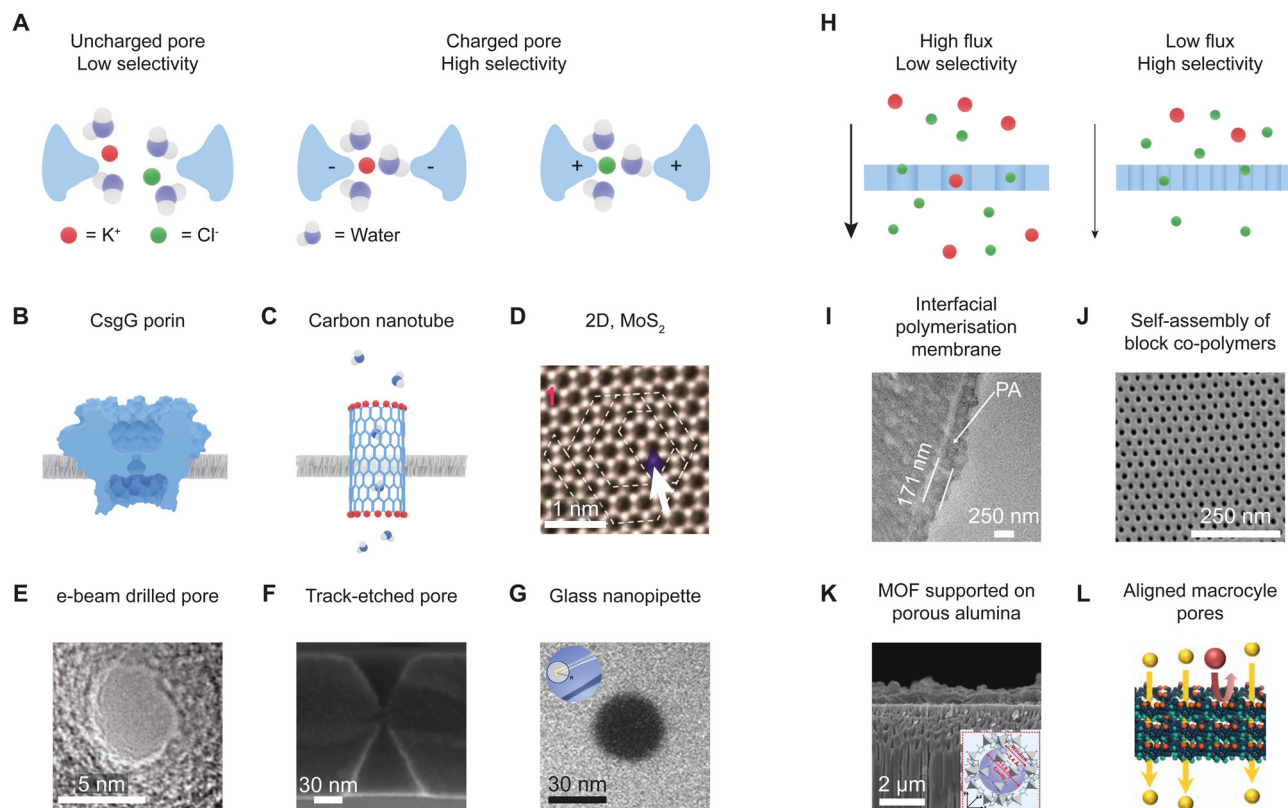 A
Uncharged pore
Low selectivity
Charged pore
High selectivity
- -
+ +
= K⁺
= Cl⁻
= Water
B
CsgG porin
C
Carbon nanotube
D
2D, MoS₂
1
1 nm
E
e-beam drilled pore
5 nm
F
Track-etched pore
30 nm
G
Glass nanopipette
30 nm
H
High flux
Low selectivity
Low flux
High selectivity
I
Interfacial
polymerisation
membrane
PA
171 nm
250 nm
J
Self-assembly of
block co-polymers
250 nm
K
MOF supported on
porous alumina
2 µm
L
Aligned macrocyle
pores